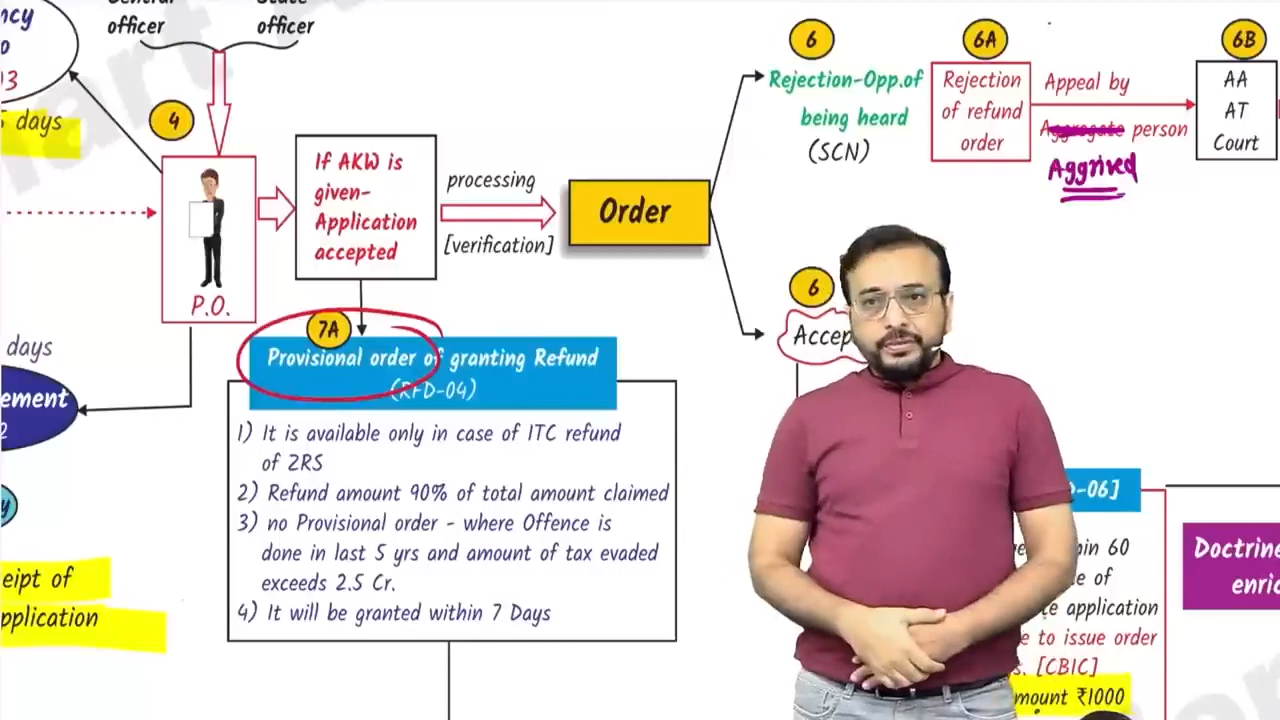 ncy
officer
officer
13
days
4
P.O.
days
ement
2
eipt of
pplication
If AKW is
given-
Application
accepted
processing
[verification]
Order
7A
Provisional order of granting Refund
(RFD-04)
1) It is available only in case of ITC refund
of ZRS
2) Refund amount 90% of total amount claimed
3) no Provisional order - where Offence is
done in last 5 yrs and amount of tax evaded
exceeds 2.5 Cr.
4) It will be granted within 7 Days
6
Rejection-Opp.of
being heard
(SCN)
6A
Rejection
of refund
order
Appeal by
Aggregate person
Aggrived
6B
AA
AT
Court
6
Accep
-06]
in 60
e of
application
e to issue order
s. [CBIC]
mount ₹1000
Doctrine
enric